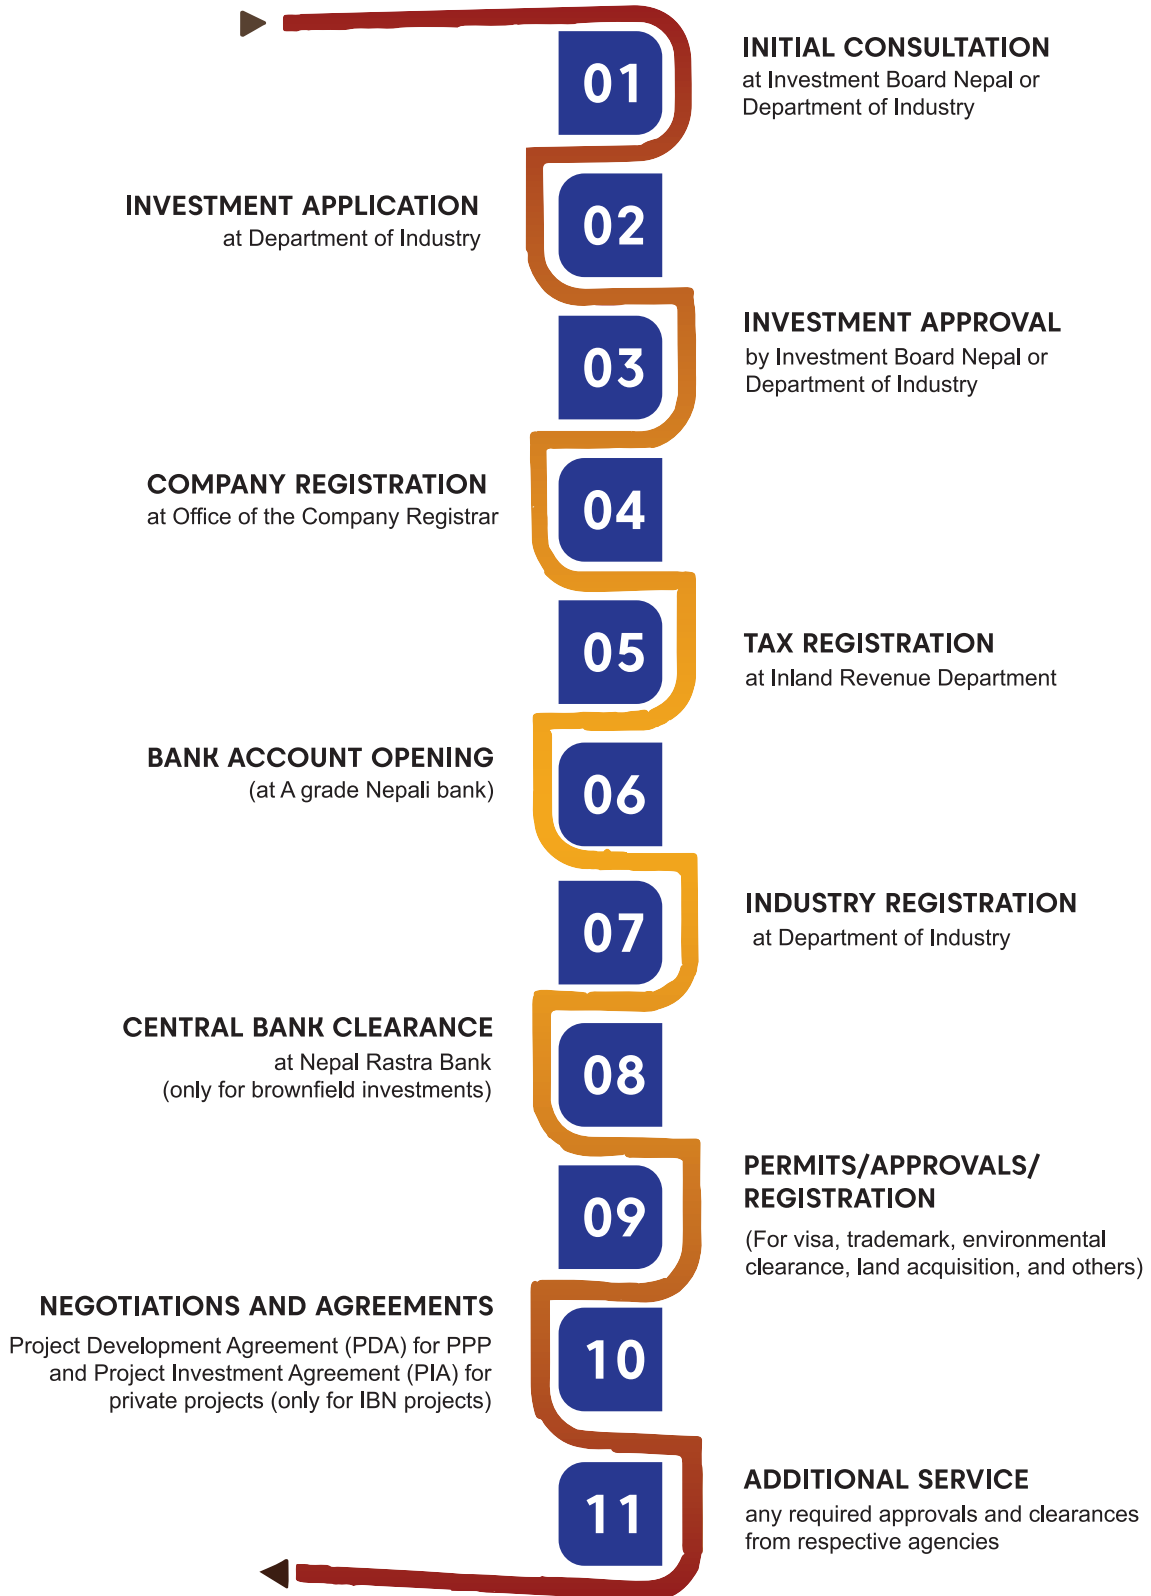 01
INITIAL CONSULTATION
at Investment Board Nepal or
Department of Industry
02
INVESTMENT APPLICATION
at Department of Industry
03
INVESTMENT APPROVAL
by Investment Board Nepal or
Department of Industry
04
COMPANY REGISTRATION
at Office of the Company Registrar
05
TAX REGISTRATION
at Inland Revenue Department
06
BANK ACCOUNT OPENING
(at A grade Nepali bank)
07
INDUSTRY REGISTRATION
at Department of Industry
08
CENTRAL BANK CLEARANCE
at Nepal Rastra Bank
(only for brownfield investments)
09
PERMITS/APPROVALS/
REGISTRATION
(For visa, trademark, environmental
clearance, land acquisition, and others)
10
NEGOTIATIONS AND AGREEMENTS
Project Development Agreement (PDA) for PPP
and Project Investment Agreement (PIA) for
private projects (only for IBN projects)
11
ADDITIONAL SERVICE
any required approvals and clearances
from respective agencies